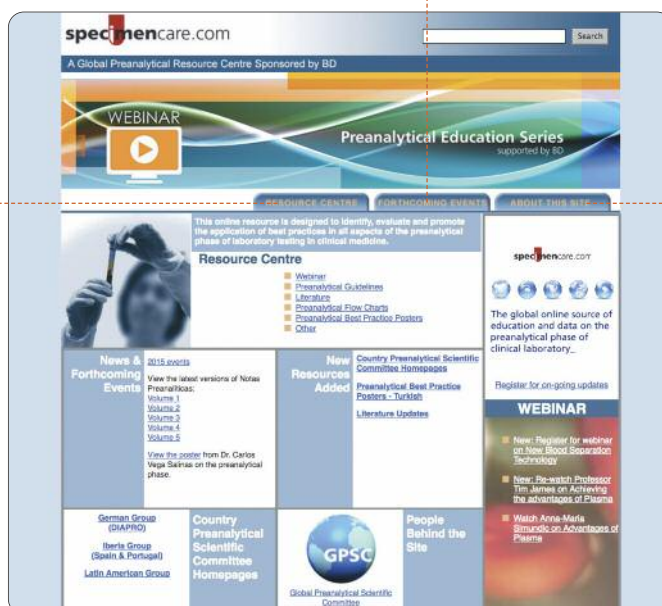 specimencare.com
Search
A Global Preanalytical Resource Centre Sponsored by BD
WEBINAR
Preanalytical Education Series
supported by BD
RESOURCE CENTRE
FORTHCOMING EVENTS
ABOUT THIS SITE
This online resource is designed to identify, evaluate and promote
the application of best practices in all aspects of the preanalytical
phase of laboratory testing in clinical medicine.
Resource Centre
Webinar
Preanalytical Guidelines
Literature
Preanalytical Flow Charts
Preanalytical Best Practice Posters
Other
specimencare.com
The global online source of
education and data on the
preanalytical phase of
clinical laboratory_
Register for on-going updates
News &
Forthcoming
Events
2015 events
View the latest versions of Notas
Preanalíticas:
Volume 1
Volume 2
Volume 3
Volume 4
Volume 5
View the poster from Dr. Carlos
Vega Salinas on the preanalytical
phase.
New
Resources
Added
Country Preanalytical Scientific
Committee Homepages
Preanalytical Best Practice
Posters - Turkish
Literature Updates
WEBINAR
New: Register for webinar
on New Blood Separation
Technology
New: Re-watch Professor
Tim James on Achieving
the advantages of Plasma
Watch Anna-Maria
Simundic on Advantages of
Plasma
German Group
(DIAPRO)
Iberia Group
(Spain & Portugal)
Latin American Group
Country
Preanalytical
Scientific
Committee
Homepages
GPSC
Global Preanalytical Scientific
Committee
People
Behind the
Site